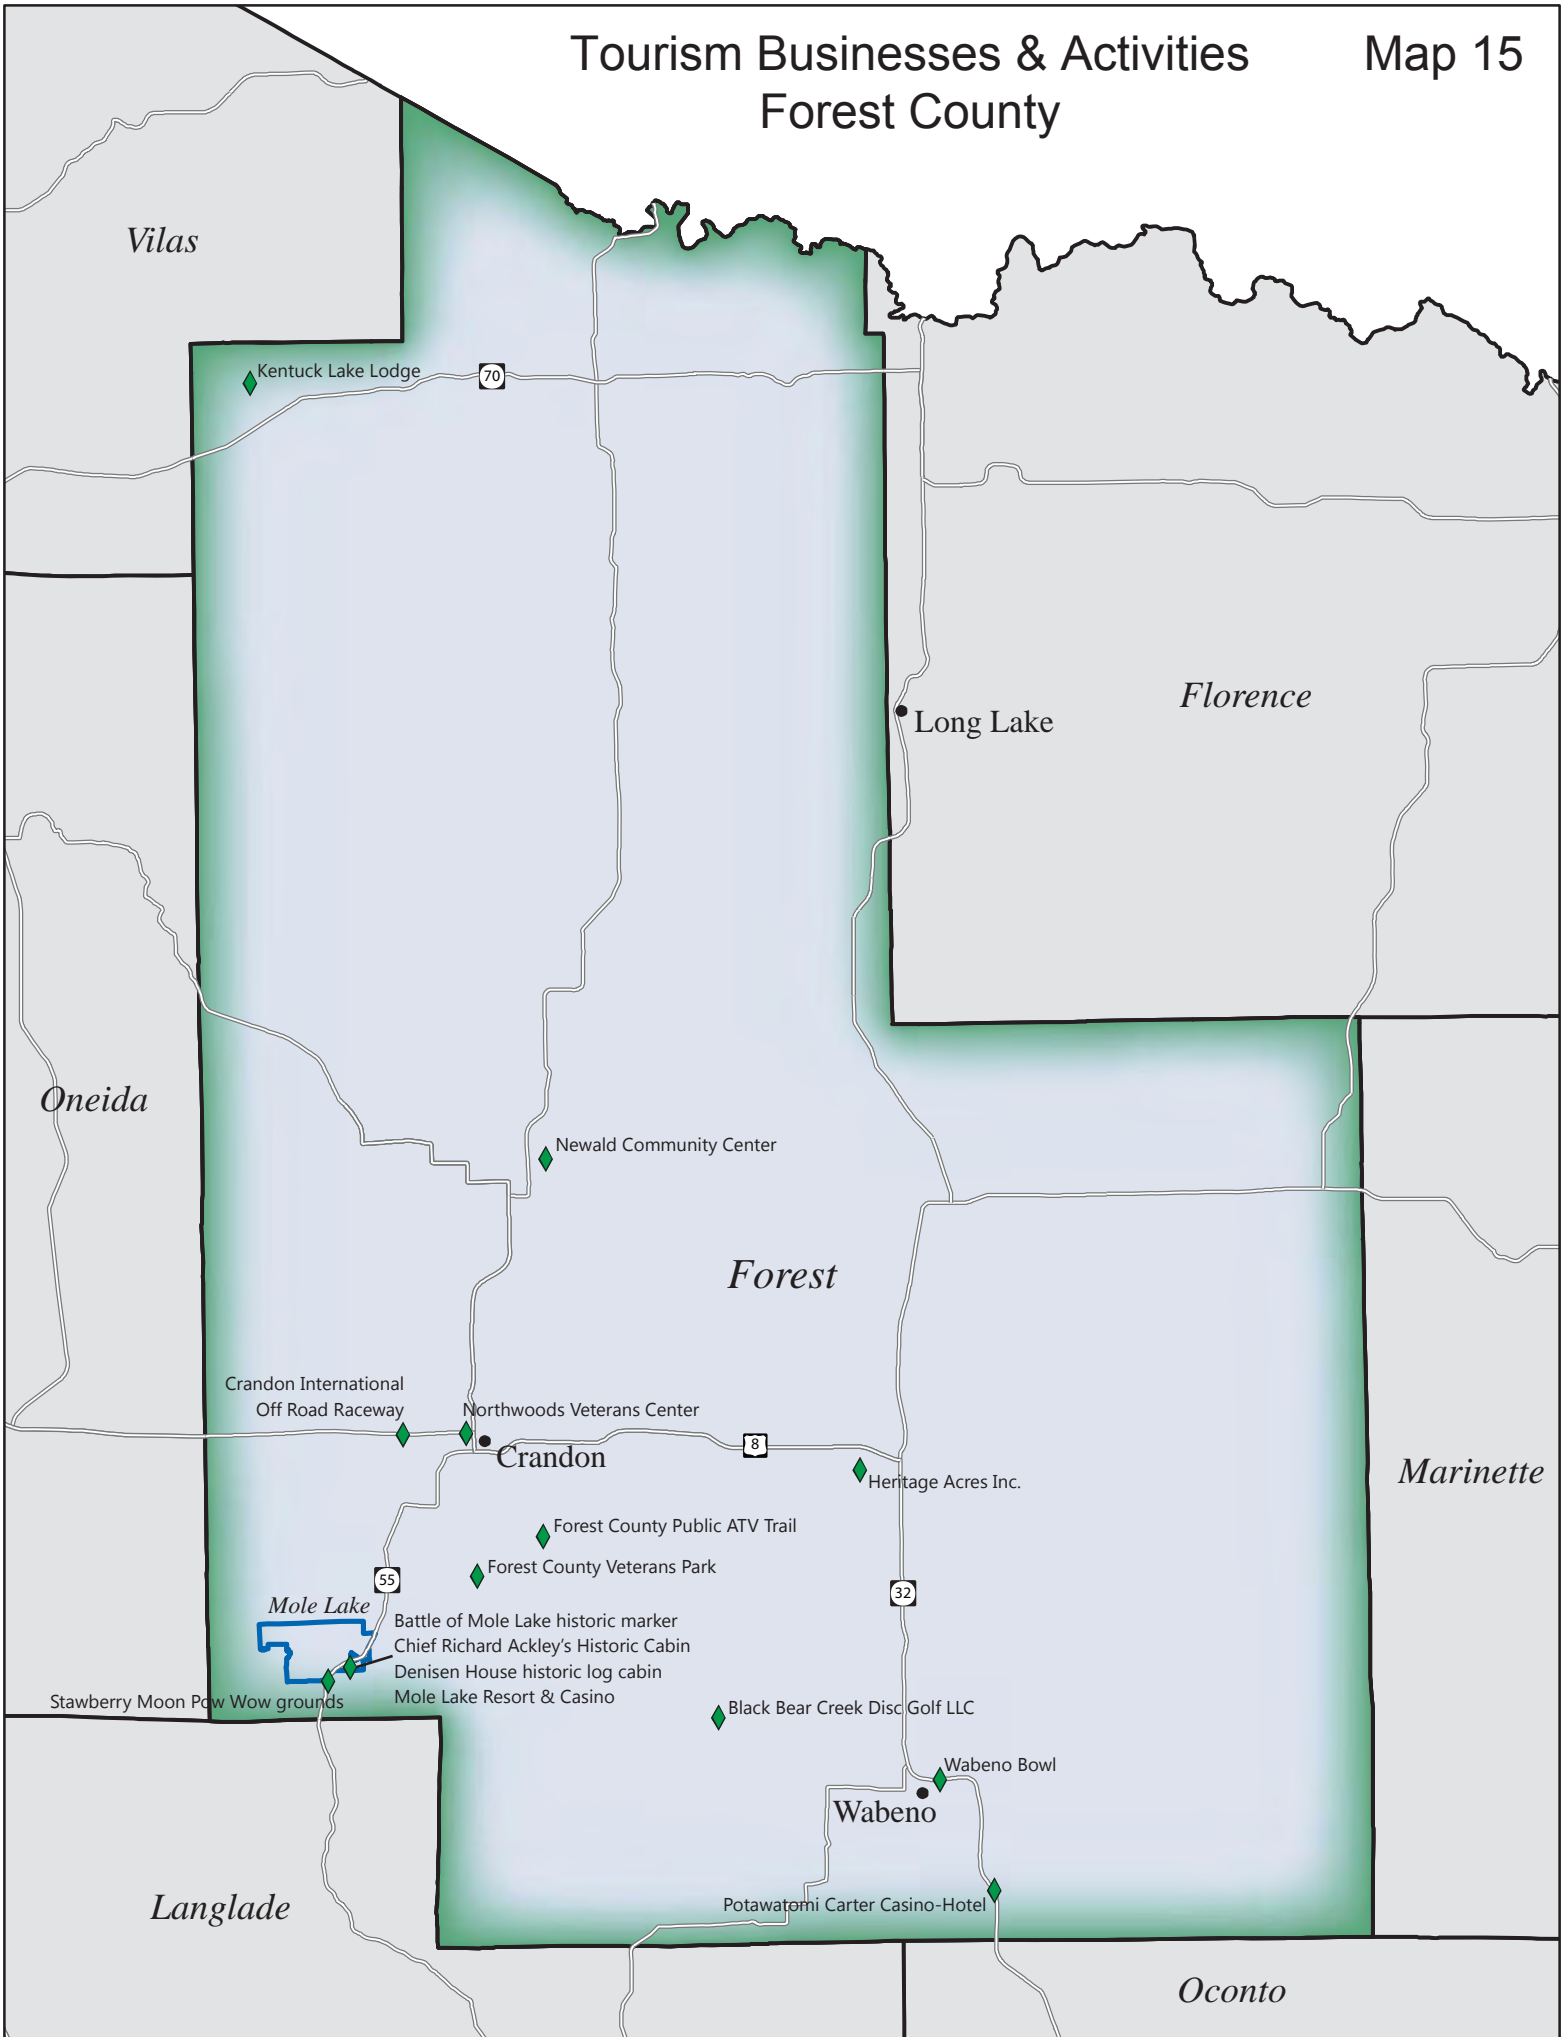 Tourism Businesses & Activities
Map 15
Forest County
Vilas
Kentuck Lake Lodge
70
Florence
Long Lake
Oneida
Newald Community Center
Forest
Crandon International
Off Road Raceway
Northwoods Veterans Center
Crandon
8
Heritage Acres Inc.
Marinette
Forest County Public ATV Trail
Forest County Veterans Park
55
32
Mole Lake
Battle of Mole Lake historic marker
Chief Richard Ackley's Historic Cabin
Denisen House historic log cabin
Mole Lake Resort & Casino
Stawberry Moon Pow Wow grounds
Black Bear Creek Disc Golf LLC
Wabeno Bowl
Wabeno
Potawatomi Carter Casino-Hotel
Langlade
Oconto